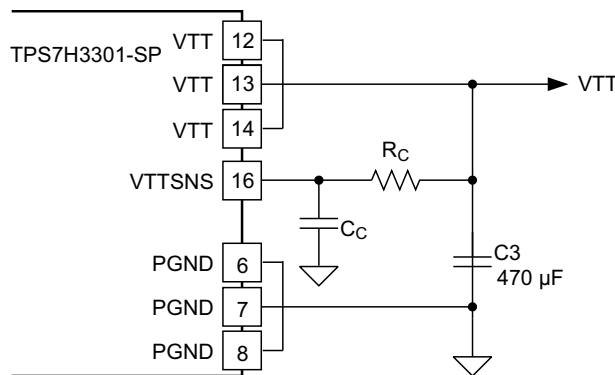 TPS7H3301-SP
VTT 12
VTT 13
VTT
VTT 14
VTTSNS 16
RC
CC
PGND 6
C3
470 µF
PGND 7
PGND 8